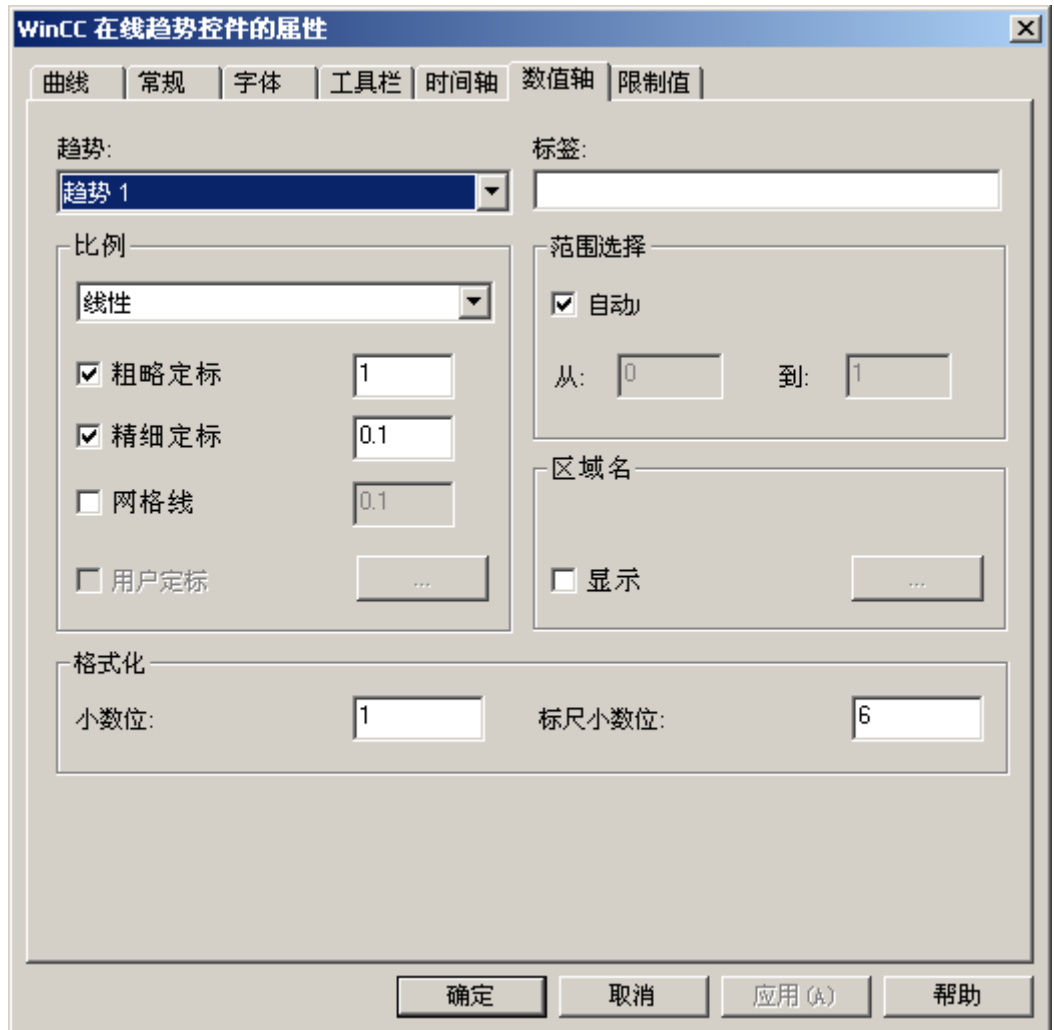 WinCC 在线趋势控件的属性
曲线 常规 字体 工具栏 时间轴 数值轴 限制值
趋势: 标签:
趋势 1
比例 范围选择
线性
自动
粗略定标 1
从: 0 到: 1
精细定标 0.1
区域名
网格线 0.1
用户定标 ... 显示 ...
格式化
小数位: 1 标尺小数位: 6
确定 取消 应用(A) 帮助